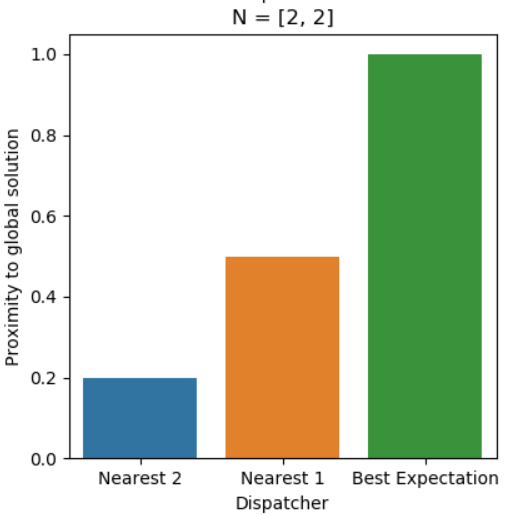 N = [2, 2]
Proximity to global solution
1.0
0.8
0.6
0.4
0.2
0.0
Nearest 2
Nearest 1
Best Expectation
Dispatcher